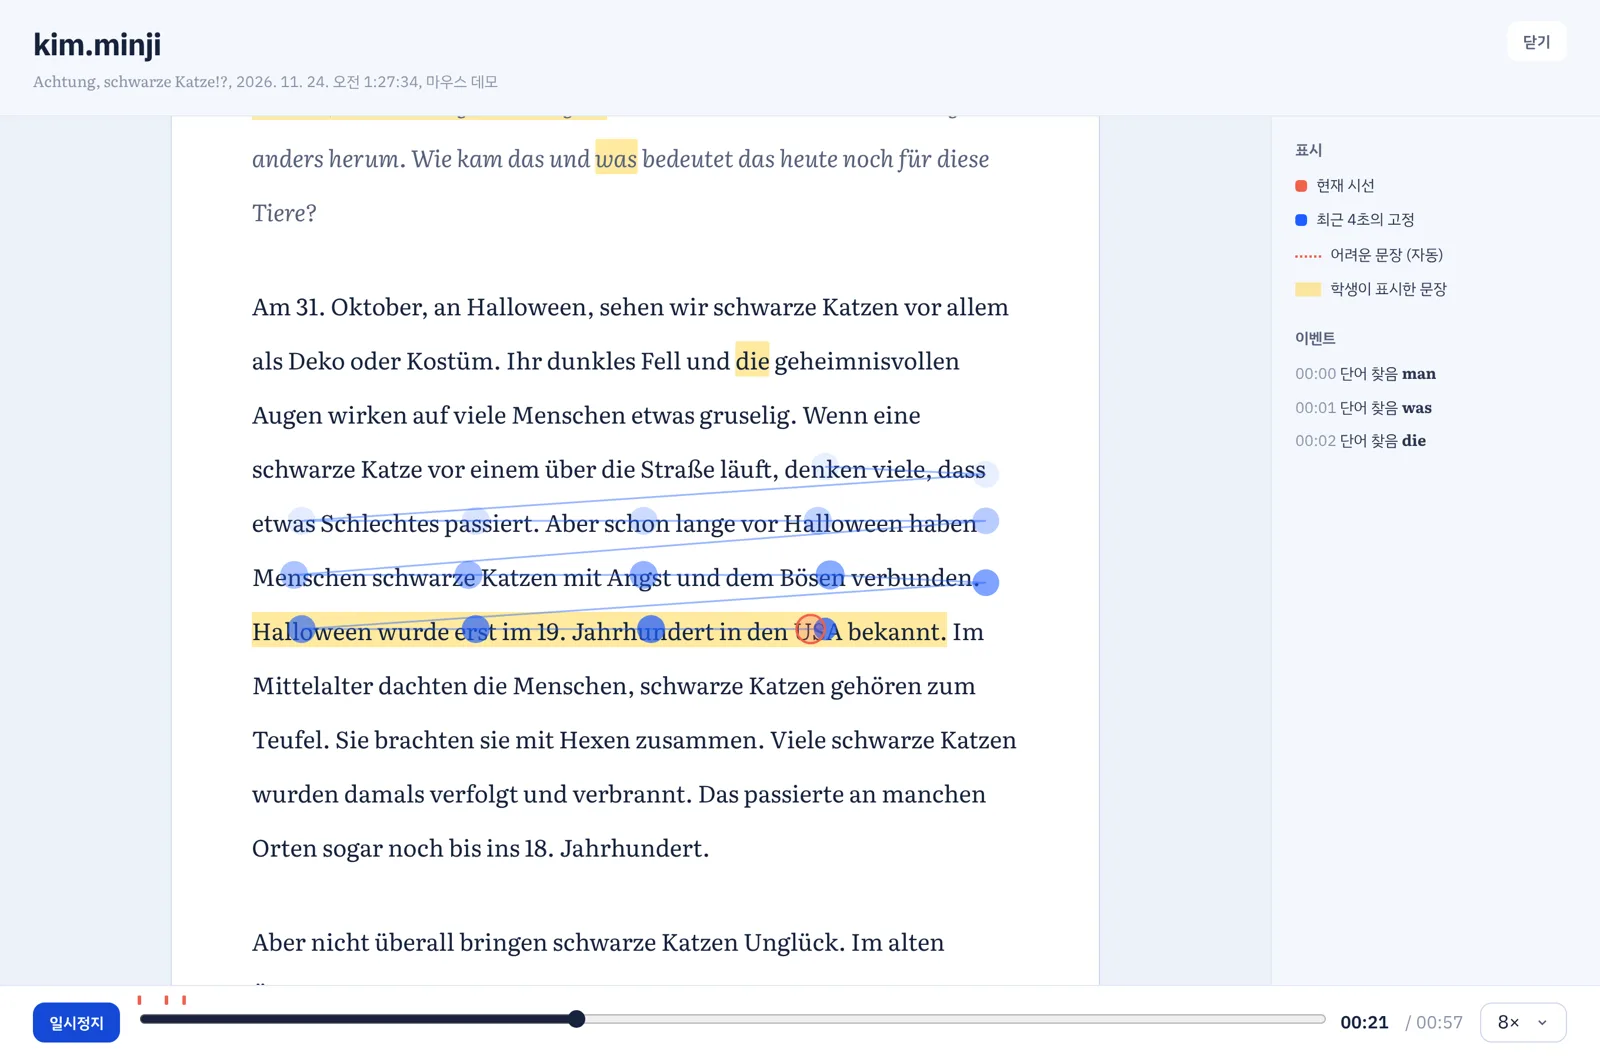 kim.minji
Achtung, schwarze Katze!?, 2026. 11. 24. 오전 1:27:34, 마우스 데모
닫기
anders herum. Wie kam das und was bedeutet das heute noch für diese
Tiere?
Am 31. Oktober, an Halloween, sehen wir schwarze Katzen vor allem
als Deko oder Kostüm. Ihr dunkles Fell und die geheimnisvollen
Augen wirken auf viele Menschen etwas gruselig. Wenn eine
schwarze Katze vor einem über die Straße läuft, denken viele, dass
etwas Schlechtes passiert. Aber schon lange vor Halloween haben
Menschen schwarze Katzen mit Angst und dem Bösen verbunden.
Halloween wurde erst im 19. Jahrhundert in den USA bekannt. Im
Mittelalter dachten die Menschen, schwarze Katzen gehören zum
Teufel. Sie brachten sie mit Hexen zusammen. Viele schwarze Katzen
wurden damals verfolgt und verbrannt. Das passierte an manchen
Orten sogar noch bis ins 18. Jahrhundert.
Aber nicht überall bringen schwarze Katzen Unglück. Im alten
표시
현재 시선
최근 4초의 고정
어려운 문장 (자동)
학생이 표시한 문장
이벤트
00:00 단어 찾음 man
00:01 단어 찾음 was
00:02 단어 찾음 die
일시정지
00:21 / 00:57
8×